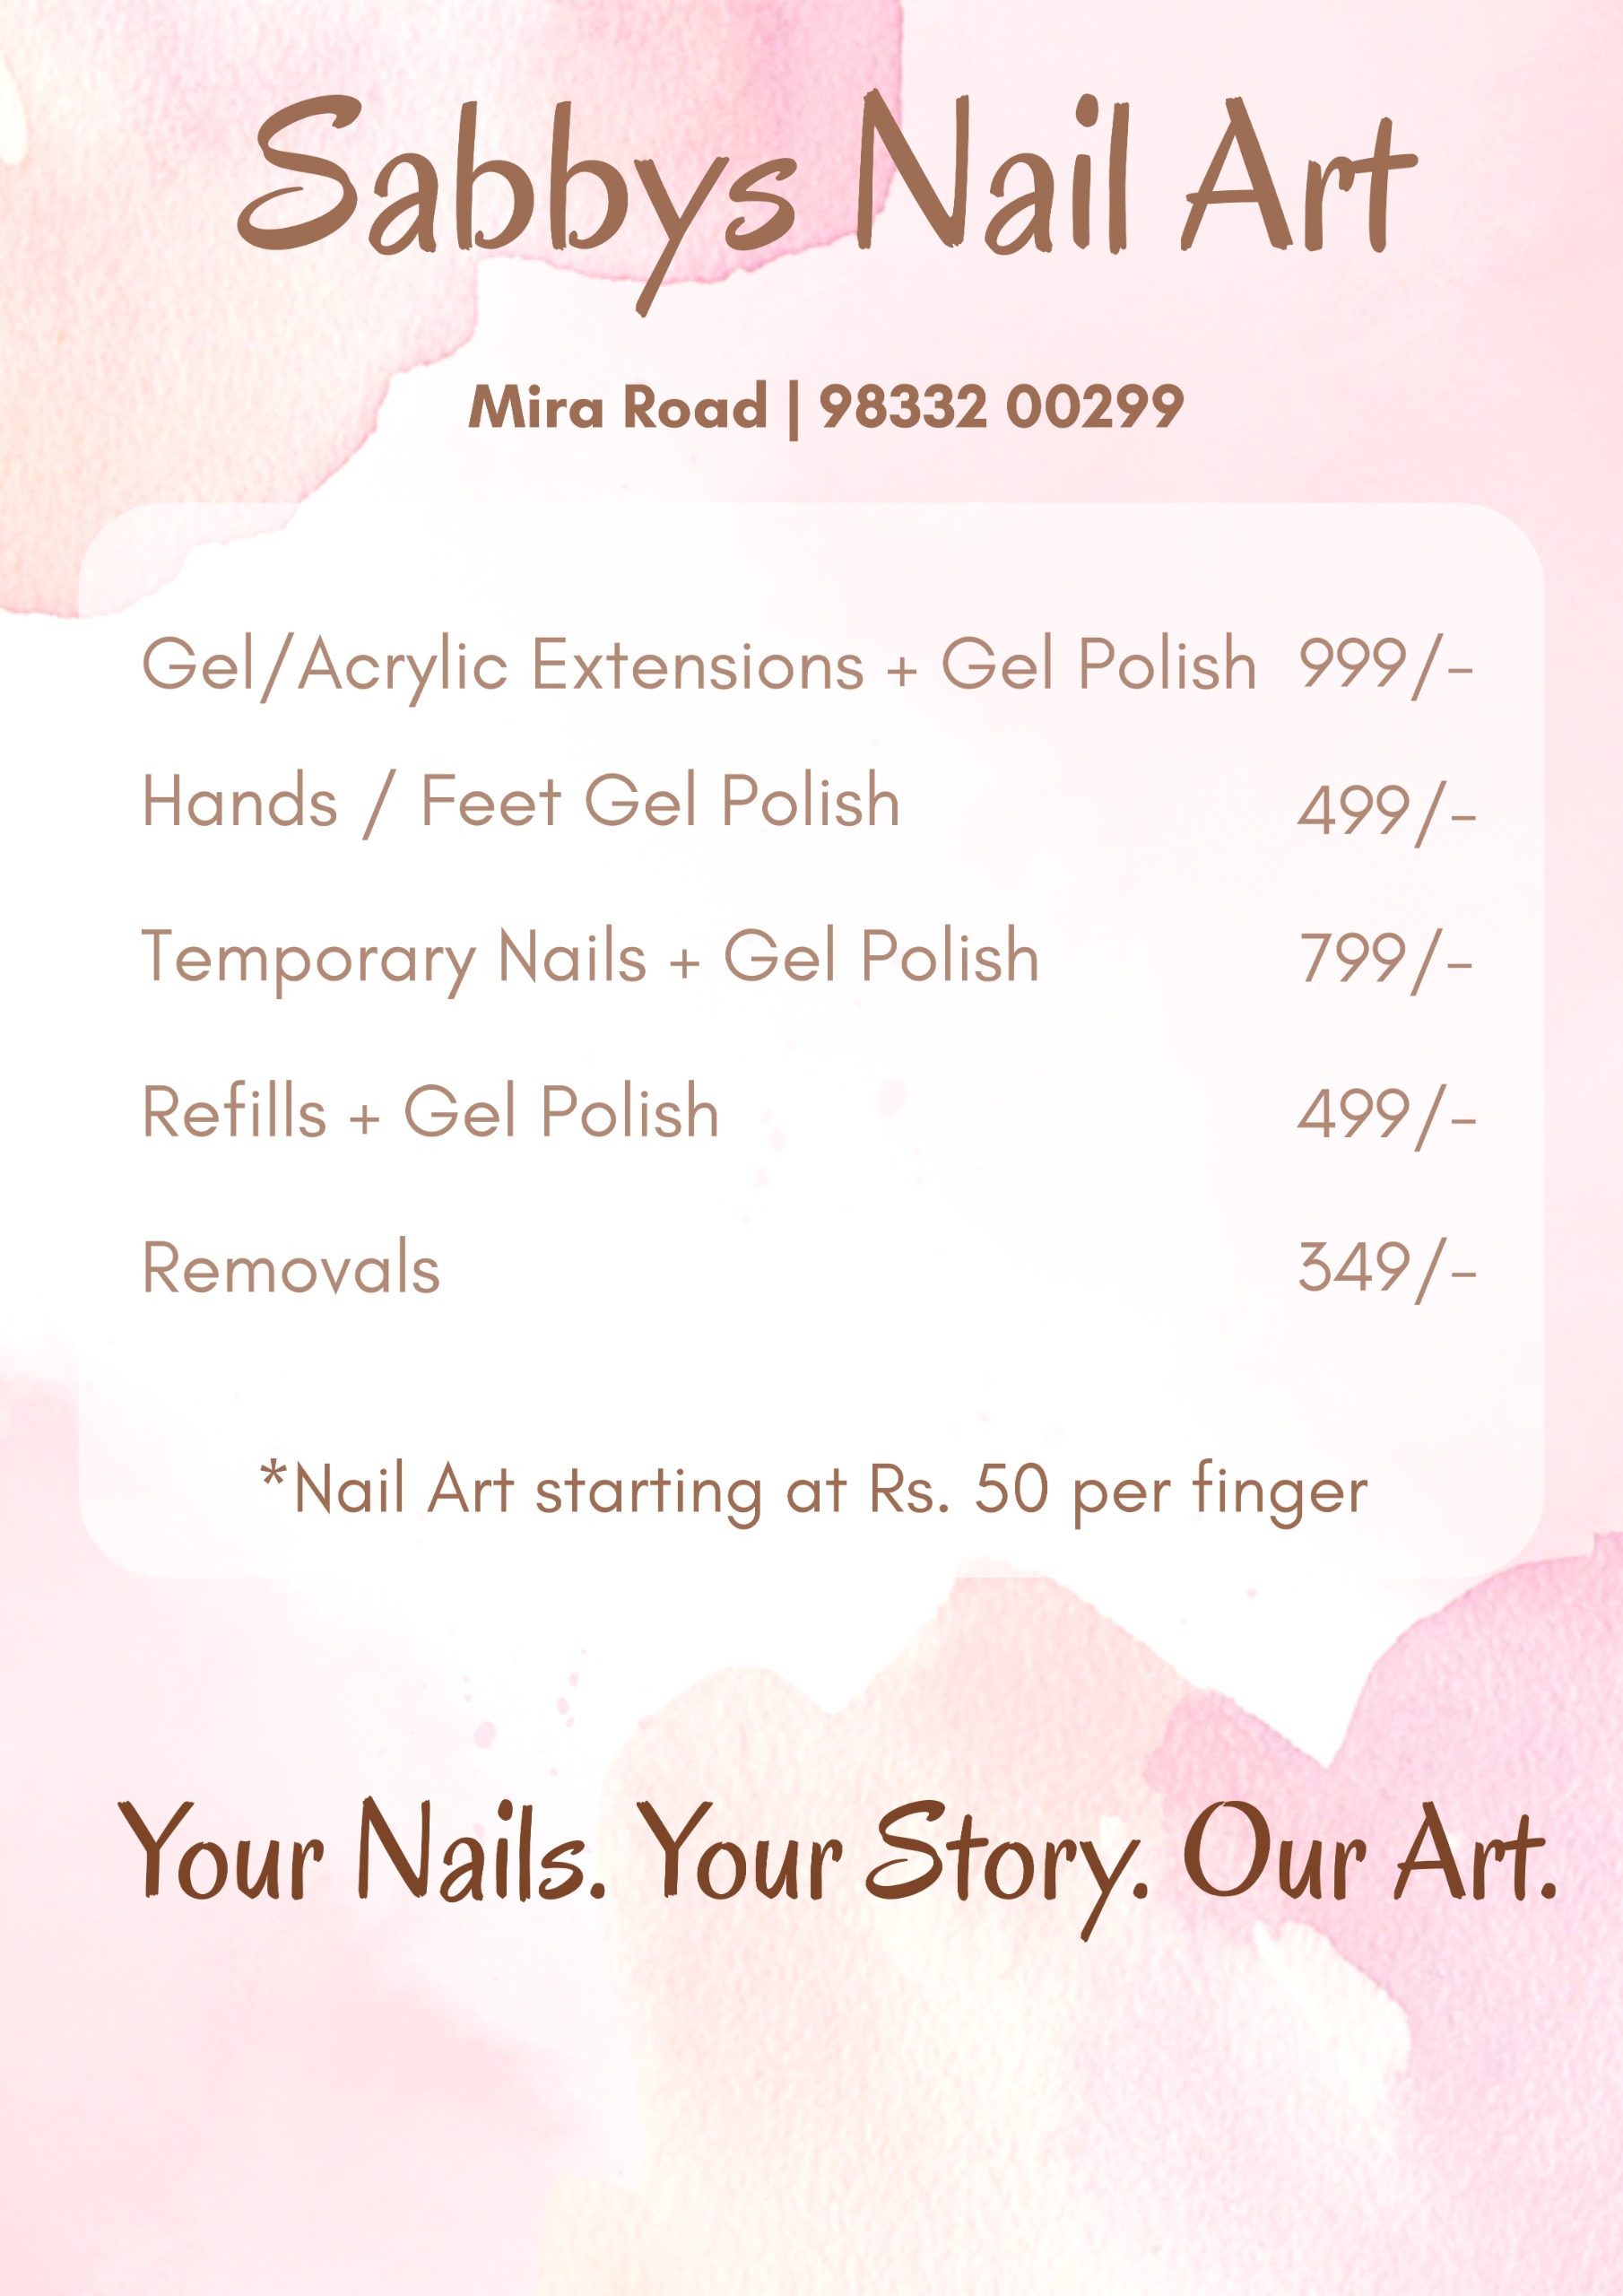 Sabbys Nail Art
Mira Road | 98332 00299
Gel/Acrylic Extensions + Gel Polish 999/-
Hands / Feet Gel Polish 499/-
Temporary Nails + Gel Polish 799/-
Refills + Gel Polish 499/-
Removals 349/-
*Nail Art starting at Rs. 50 per finger
Your Nails. Your Story. Our Art.